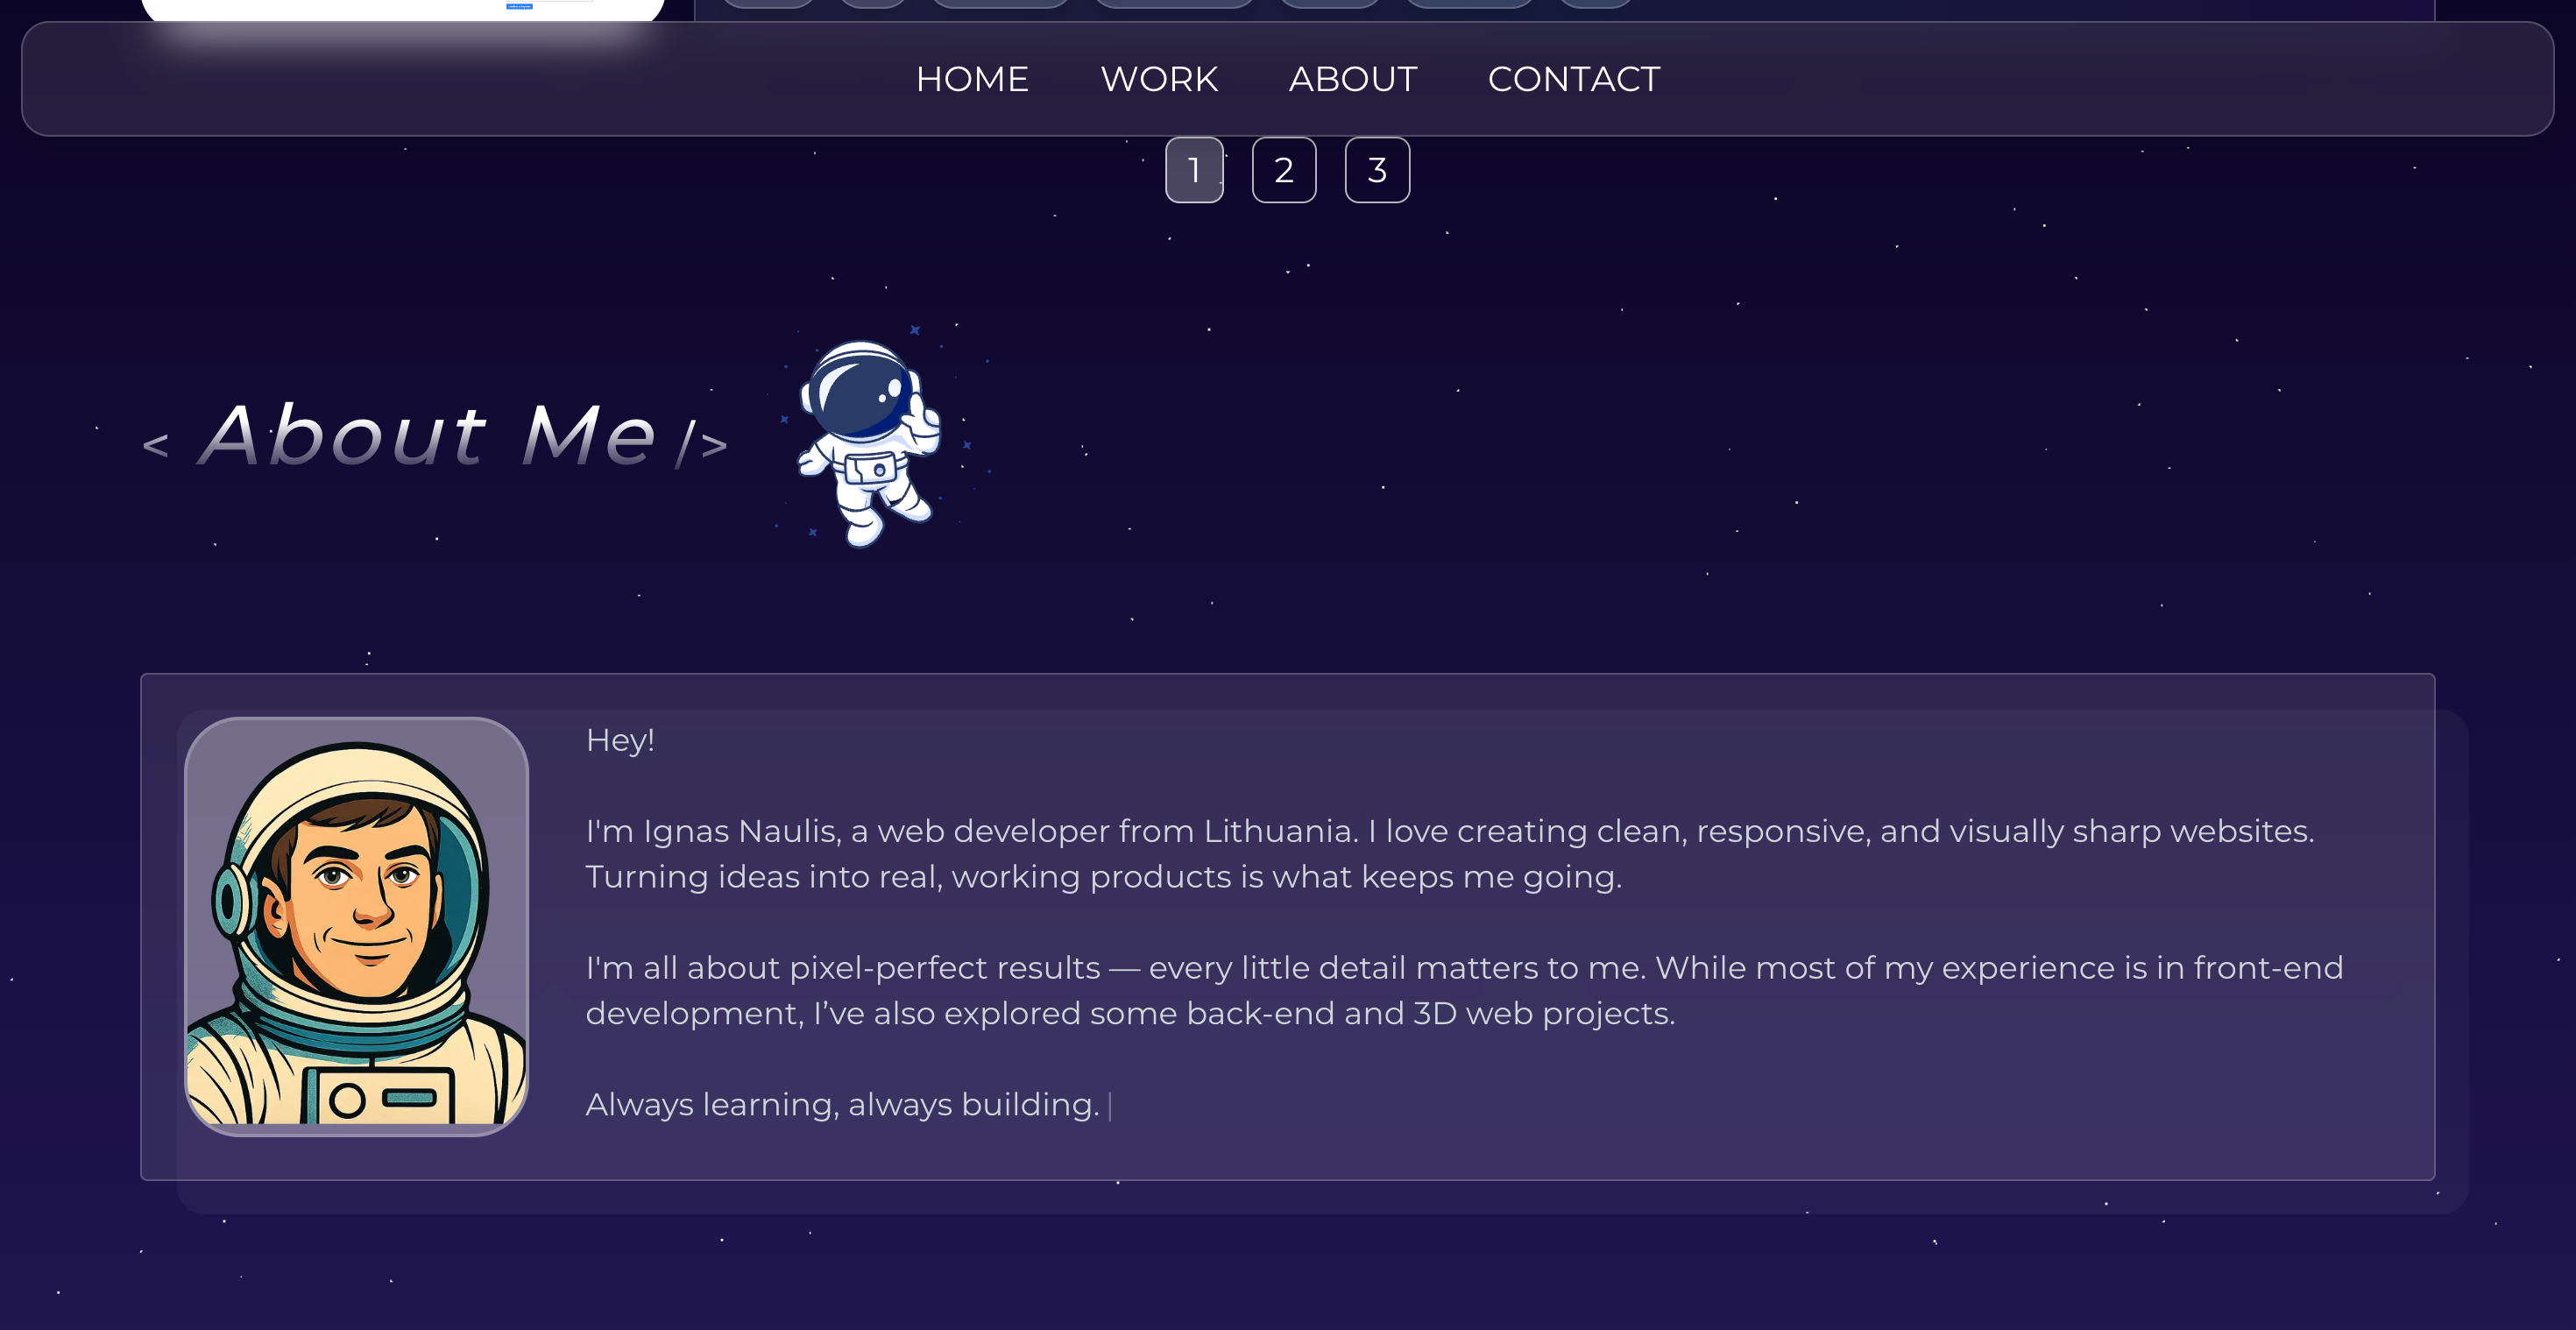 HOME WORK ABOUT CONTACT
1 2 3
< About Me />
Hey!
I'm Ignas Naulis, a web developer from Lithuania. I love creating clean, responsive, and visually sharp websites.
Turning ideas into real, working products is what keeps me going.
I'm all about pixel-perfect results — every little detail matters to me. While most of my experience is in front-end
development, I’ve also explored some back-end and 3D web projects.
Always learning, always building. |